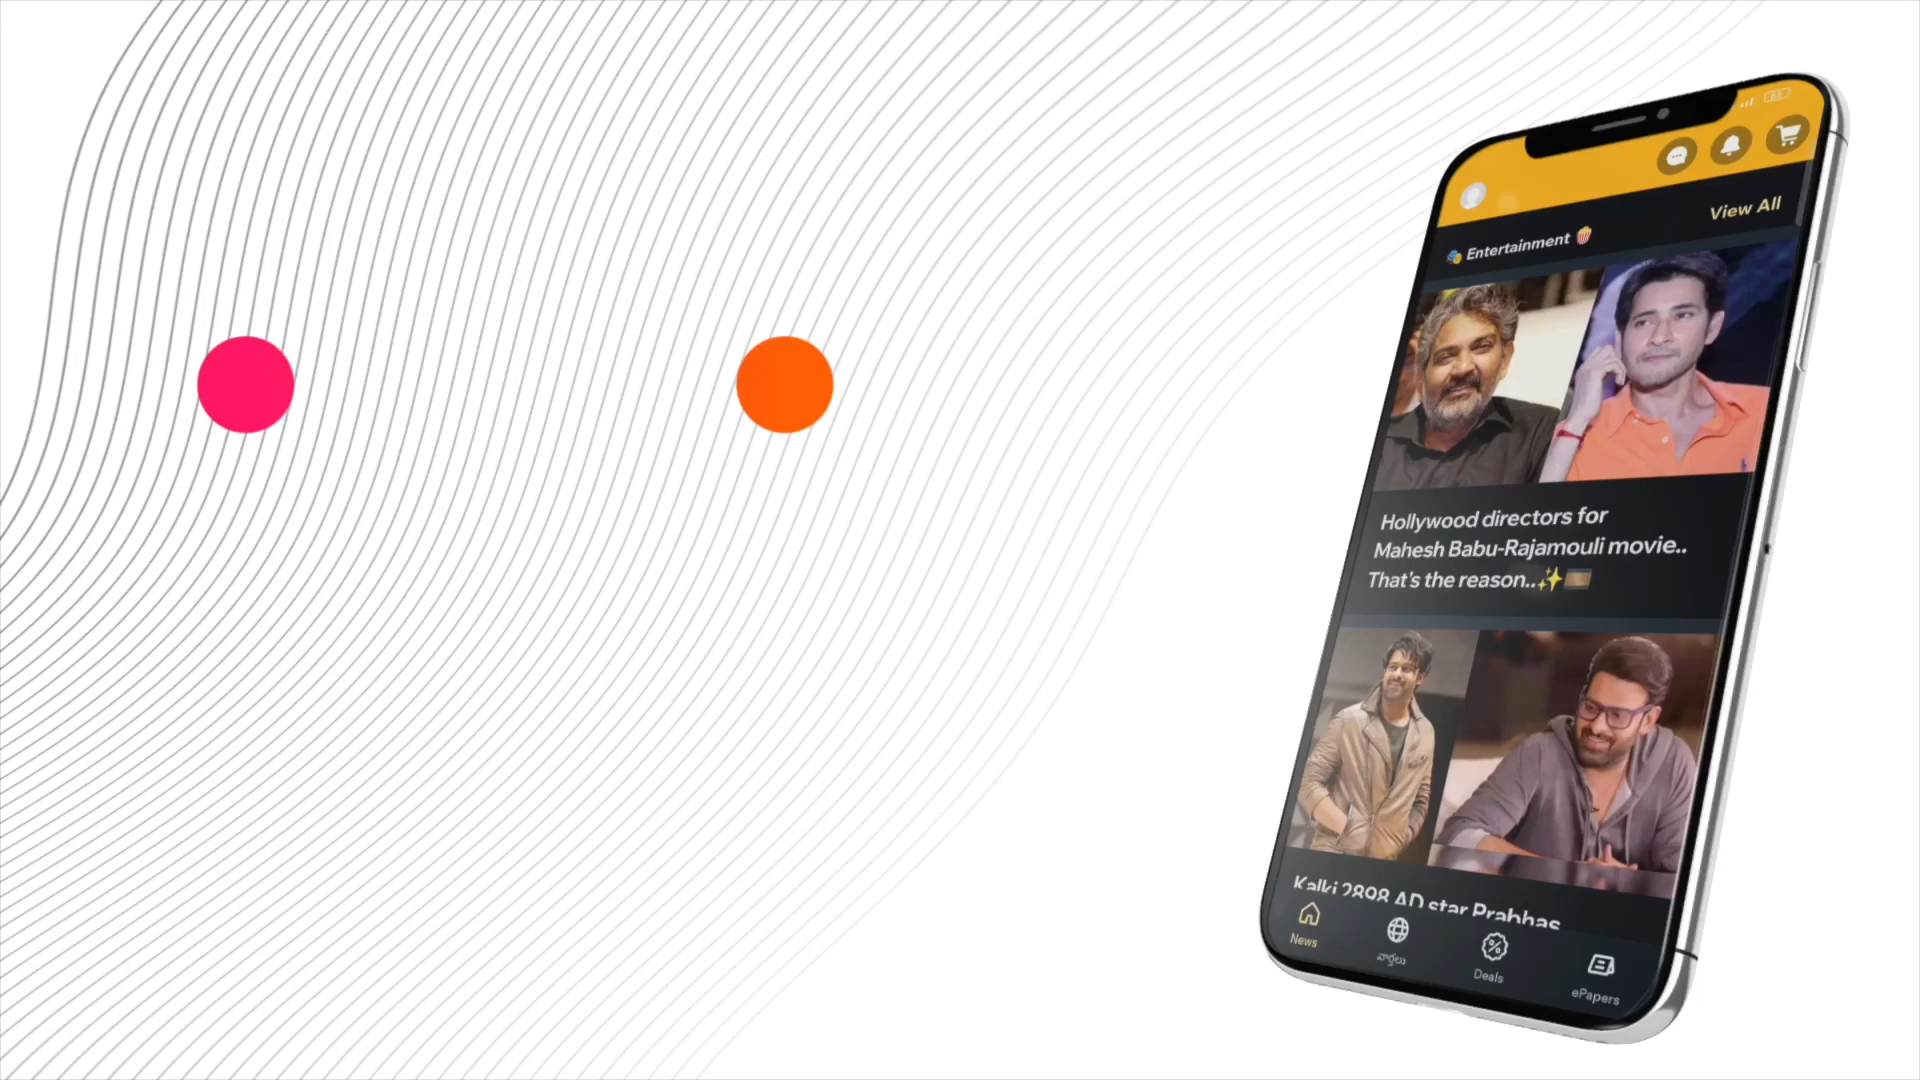 View All
🎭 Entertainment 🍿
Hollywood directors for
Mahesh Babu-Rajamouli movie..
That's the reason..✨🎞️
Kalki 2898 AD star Prabhas
News
వార్తలు
Deals
ePapers